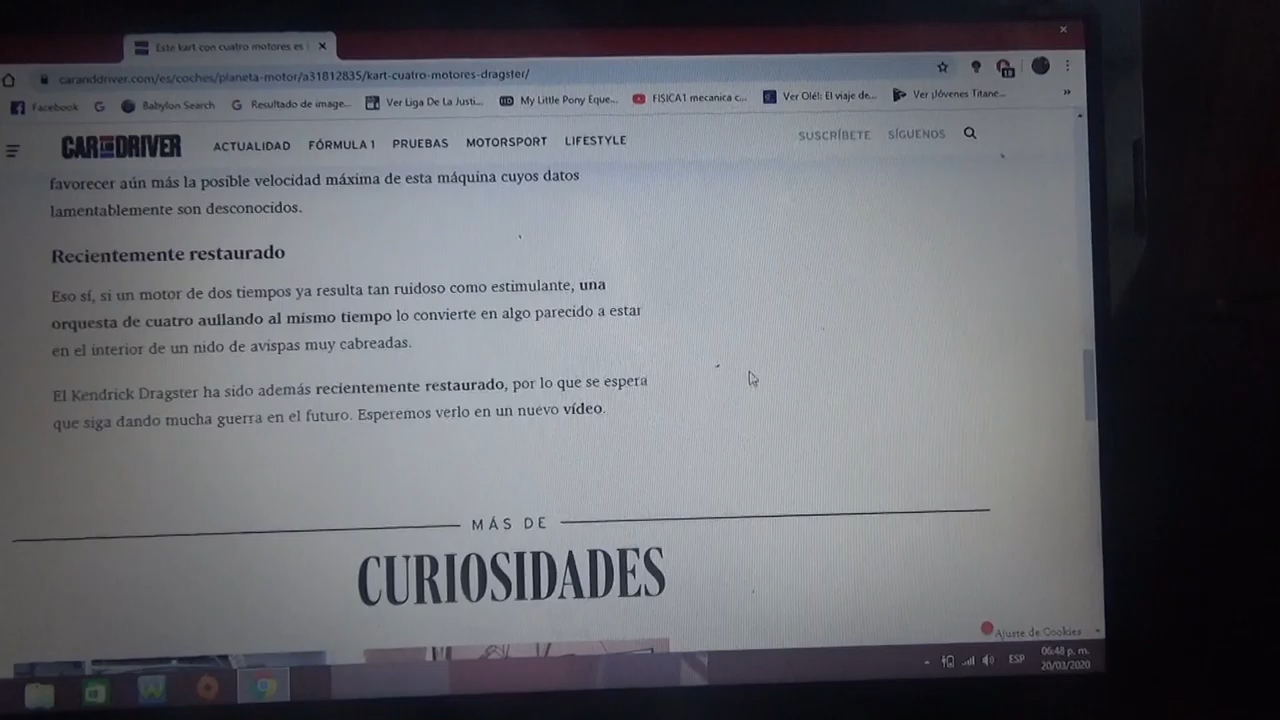 Este kart con cuatro motores es
caranddriver.com/es/coches/planeta-motor/a31812835/kart-cuatro-motores-dragster/
Facebook Babylon Search Resultado de image... Ver Liga De La Justi... My Little Pony Eque... FISICA1 mecanica c... Ver Olé!: El viaje de... Ver ¡Jóvenes Titane...
CAR AND DRIVER ACTUALIDAD FÓRMULA 1 PRUEBAS MOTORSPORT LIFESTYLE SUSCRÍBETE SÍGUENOS
favorecer aún más la posible velocidad máxima de esta máquina cuyos datos
lamentablemente son desconocidos.
Recientemente restaurado
Eso sí, si un motor de dos tiempos ya resulta tan ruidoso como estimulante, una
orquesta de cuatro aullando al mismo tiempo lo convierte en algo parecido a estar
en el interior de un nido de avispas muy cabreadas.
El Kendrick Dragster ha sido además recientemente restaurado, por lo que se espera
que siga dando mucha guerra en el futuro. Esperemos verlo en un nuevo vídeo.
MÁS DE
CURIOSIDADES
Ajuste de Cookies
ESP
06:48 p. m.
20/03/2020